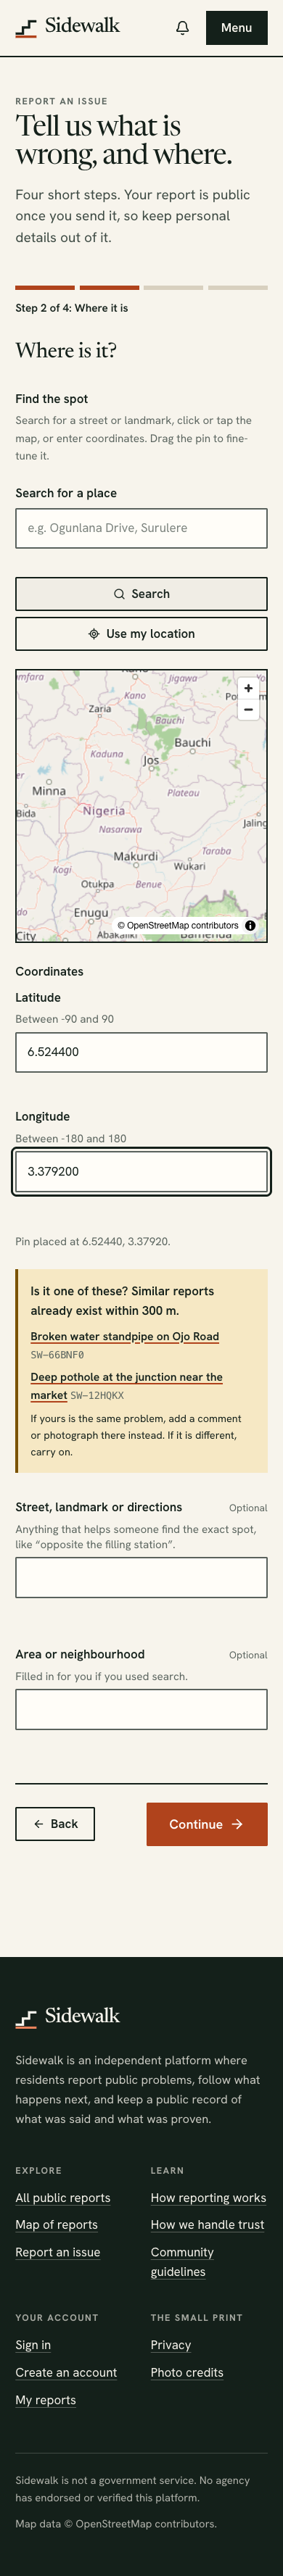 Sidewalk
Menu
REPORT AN ISSUE
Tell us what is
wrong, and where.
Four short steps. Your report is public
once you send it, so keep personal
details out of it.
Step 2 of 4: Where it is
Where is it?
Find the spot
Search for a street or landmark, click or tap the
map, or enter coordinates. Drag the pin to fine-
tune it.
Search for a place
e.g. Ogunlana Drive, Surulere
Search
Use my location
Kano
Jigawa
Zaria
Bauchi
Kaduna
Bauchi
Jos
Minna
Plateau
Bida
Nigeria
Nasarawa
Taraba
Jaling
Kogi
Makurdi
Wukari
Otukpa
Benue
Enugu
© OpenStreetMap contributors
City
Abakaliki
Bamenda
Coordinates
Latitude
Between -90 and 90
6.524400
Longitude
Between -180 and 180
3.379200
Pin placed at 6.52440, 3.37920.
Is it one of these? Similar reports
already exist within 300 m.
Broken water standpipe on Ojo Road
SW-66BNF0
Deep pothole at the junction near the
market SW-12HQKX
If yours is the same problem, add a comment
or photograph there instead. If it is different,
carry on.
Street, landmark or directions Optional
Anything that helps someone find the exact spot,
like “opposite the filling station”.
Area or neighbourhood Optional
Filled in for you if you used search.
Back
Continue
Sidewalk
Sidewalk is an independent platform where
residents report public problems, follow what
happens next, and keep a public record of
what was said and what was proven.
EXPLORE
All public reports
Map of reports
Report an issue
LEARN
How reporting works
How we handle trust
Community
guidelines
YOUR ACCOUNT
Sign in
Create an account
My reports
THE SMALL PRINT
Privacy
Photo credits
Sidewalk is not a government service. No agency
has endorsed or verified this platform.
Map data © OpenStreetMap contributors.